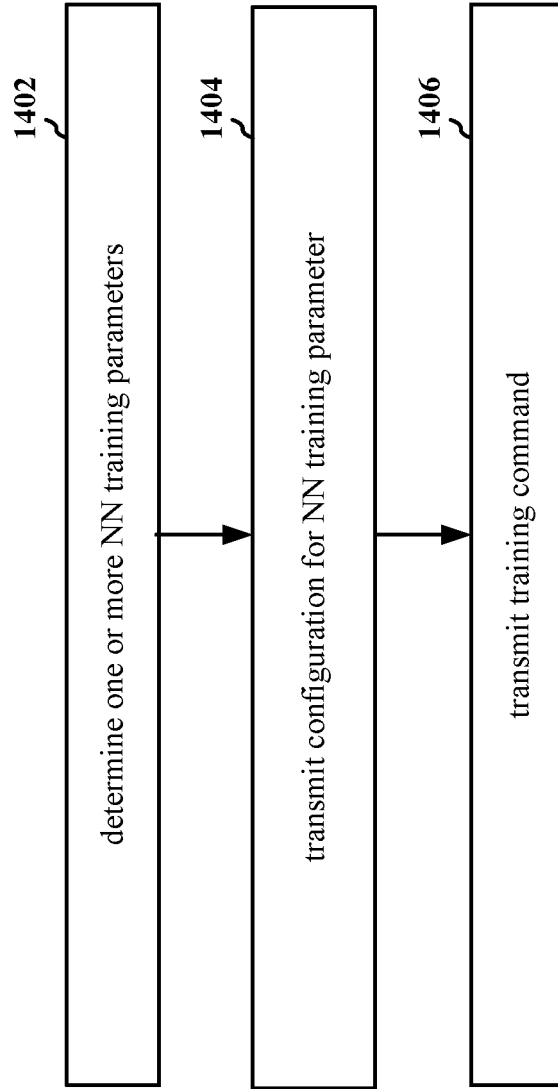 1402
determine one or more NN training parameters
1404
transmit configuration for NN training parameter
1406
transmit training command